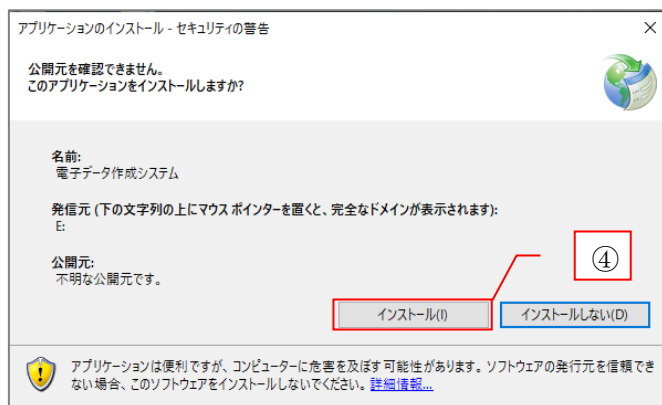 アプリケーションのインストール - セキュリティの警告
公開元を確認できません。
このアプリケーションをインストールしますか?
名前:
電子データ作成システム
発信元 (下の文字列の上にマウス ポインターを置くと、完全なドメインが表示されます):
E:
公開元:
不明な公開元です。
④
インストール(I)
インストールしない(D)
アプリケーションは便利ですが、コンピューターに危害を及ぼす可能性があります。ソフトウェアの発行元を信頼でき
ない場合、このソフトウェアをインストールしないでください。詳細情報...